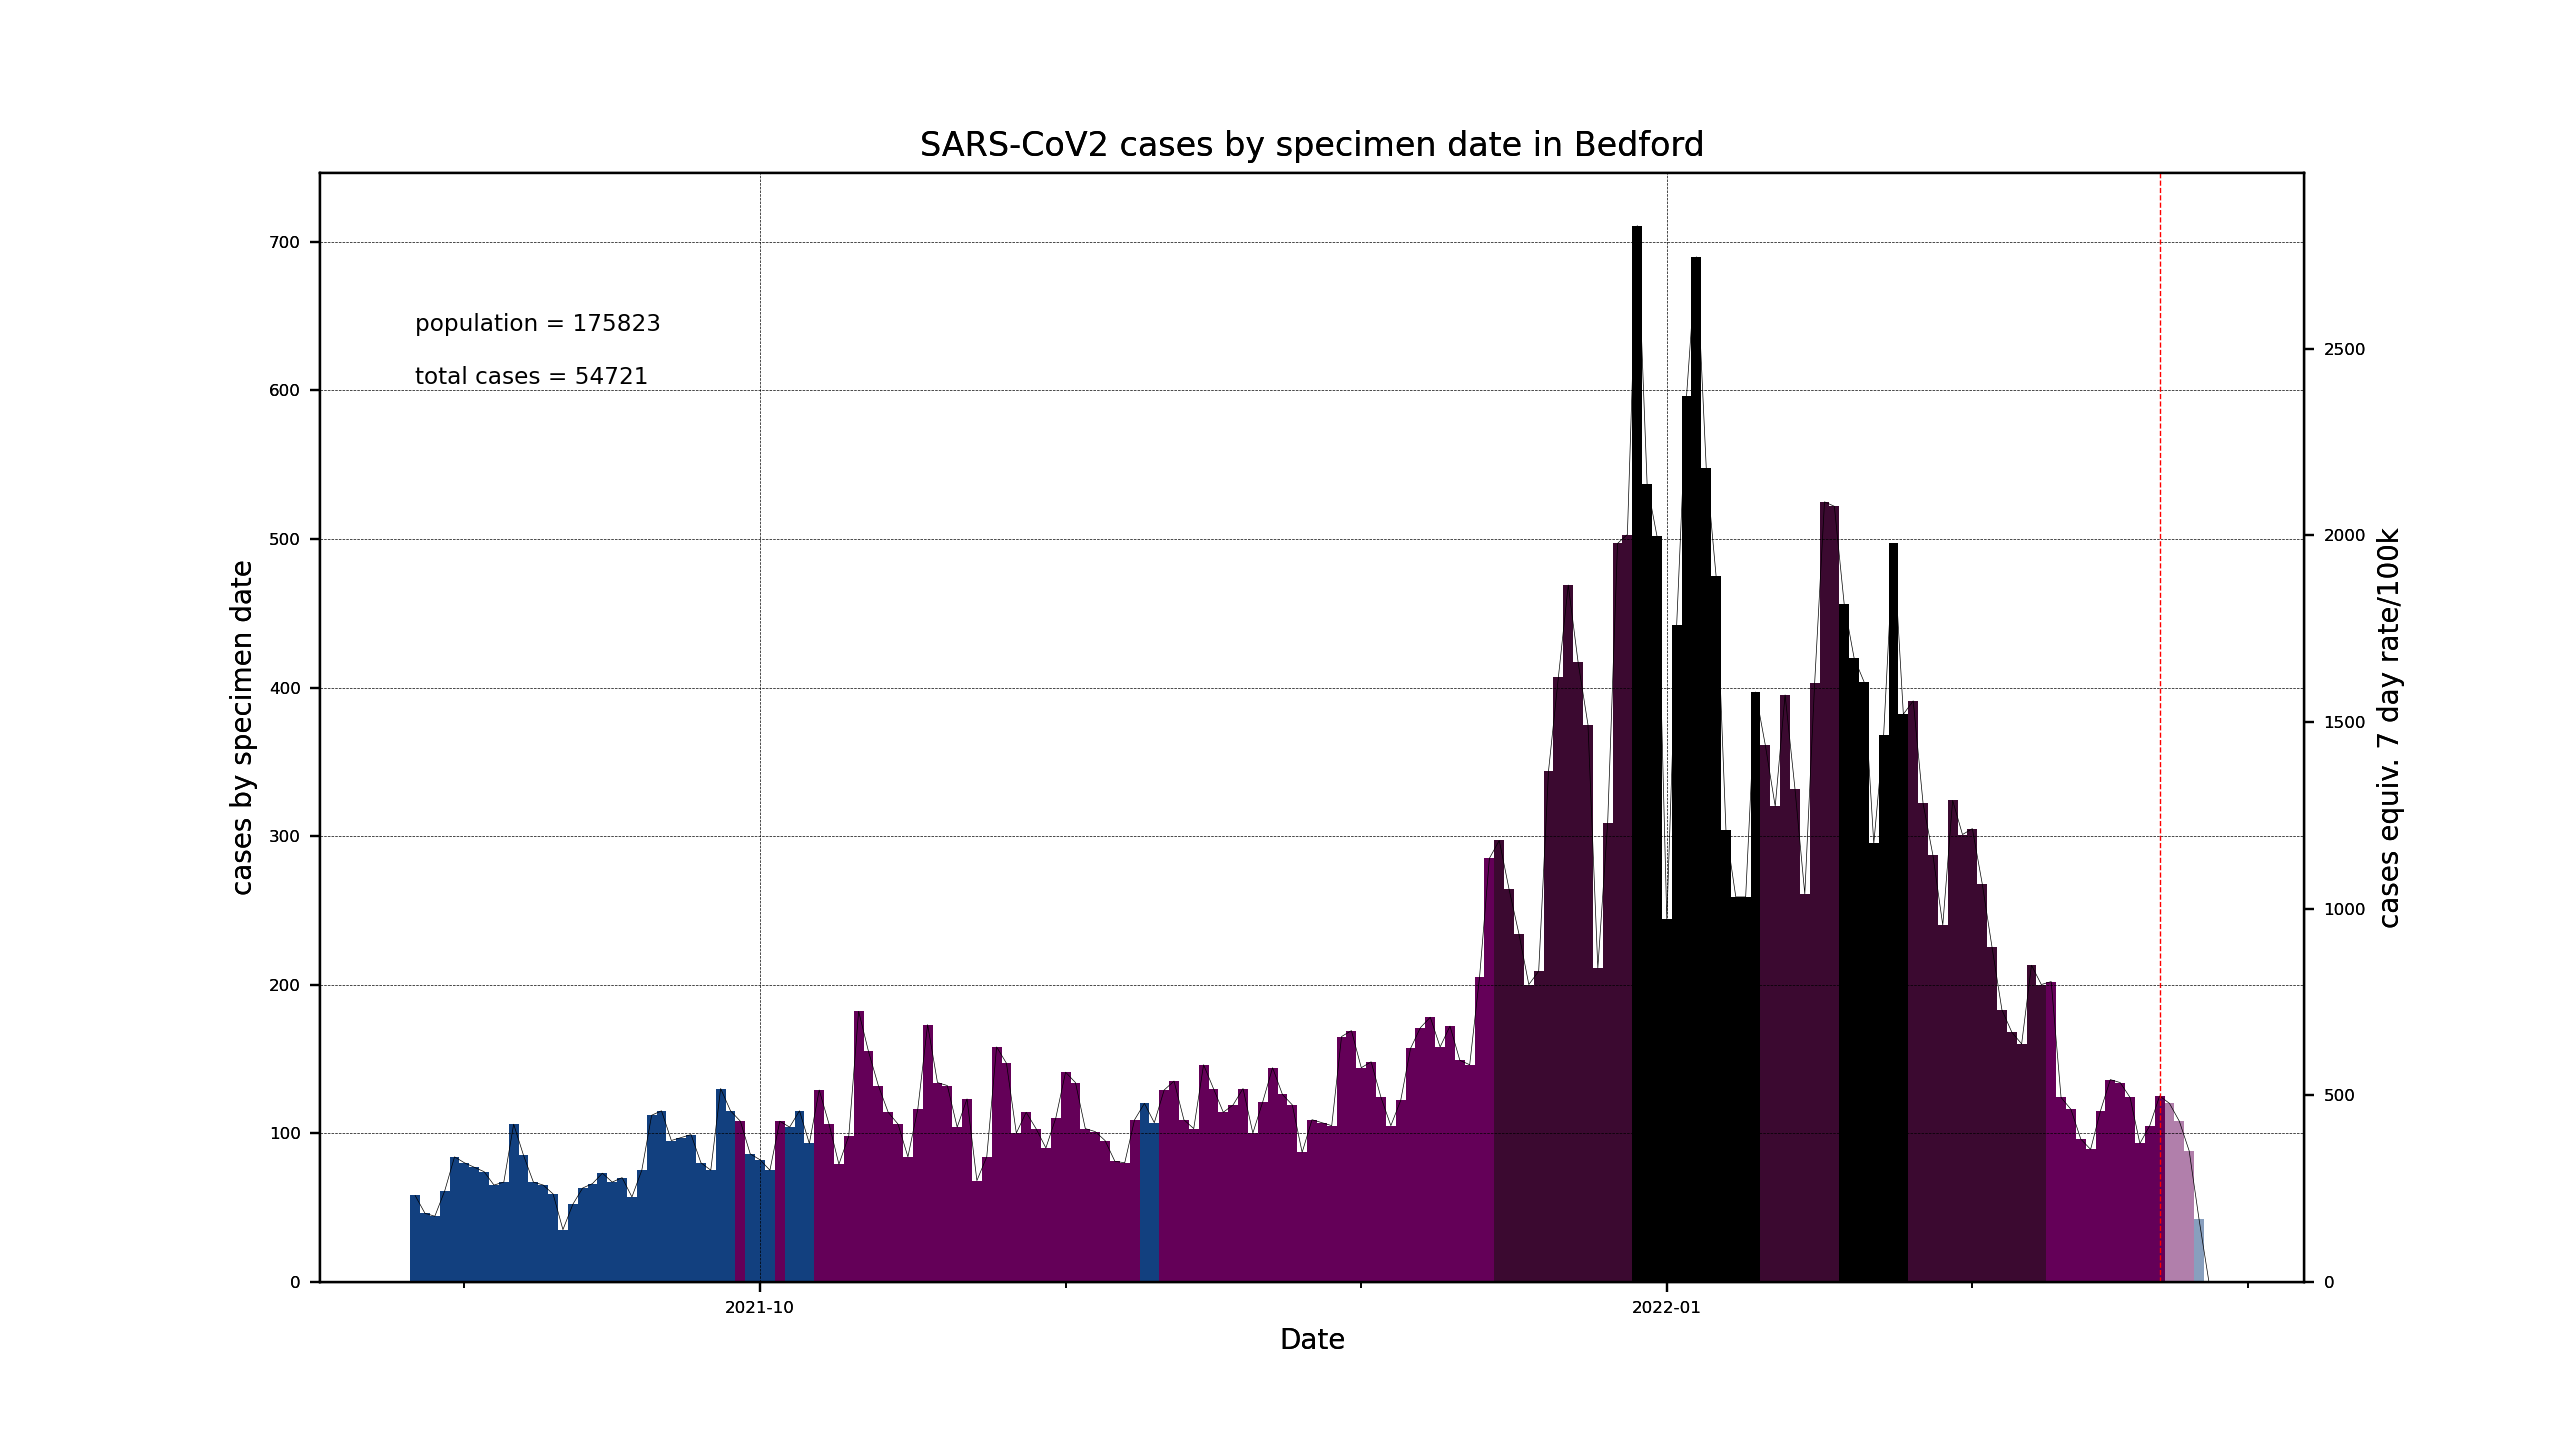 SARS-CoV2 cases by specimen date in Bedford
population = 175823
total cases = 54721
cases by specimen date
700
600
500
400
300
200
100
0
2500
2000
1500
1000
500
0
cases equiv. 7 day rate/100k
2021-10
2022-01
Date